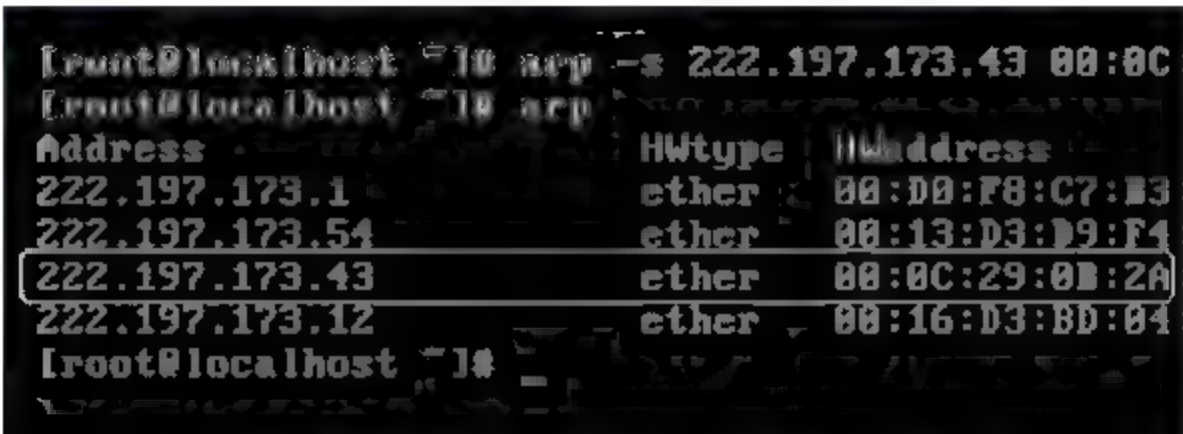 [root@localhost ~]# arp -s 222.197.173.43 00:0C
[root@localhost ~]# arp
Address HWtype HWaddress
222.197.173.1 ether 00:D0:F8:C7:B3
222.197.173.54 ether 00:13:D3:D9:F4
222.197.173.43 ether 00:0C:29:0B:2A
222.197.173.12 ether 00:16:D3:BD:04
[root@localhost ~]# _